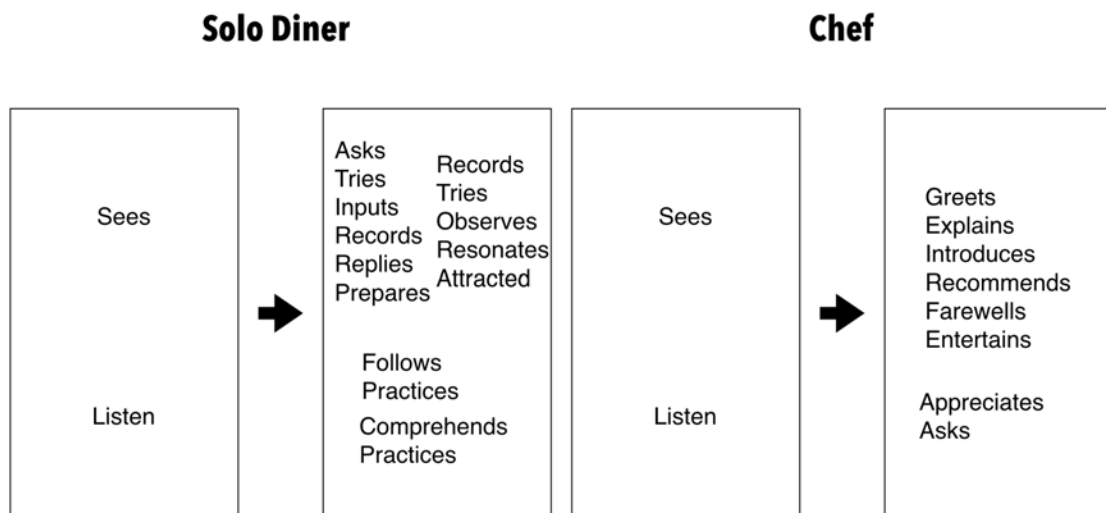 Solo Diner
Chef
Sees
Listen
Asks
Tries
Inputs
Records
Replies
Prepares
Records
Tries
Observes
Resonates
Attracted
Follows
Practices
Comprehends
Practices
Sees
Listen
Greets
Explains
Introduces
Recommends
Farewells
Entertains
Appreciates
Asks